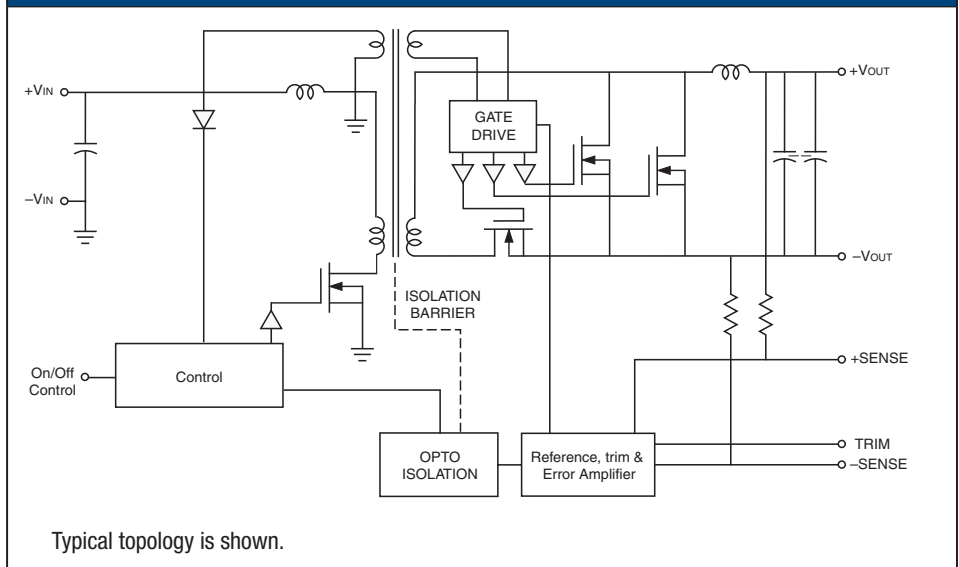 +VIN
−VIN
GATE
DRIVE
+VOUT
−VOUT
ISOLATION
BARRIER
On/Off
Control
Control
+SENSE
OPTO
ISOLATION
Reference, trim &
Error Amplifier
TRIM
−SENSE
Typical topology is shown.